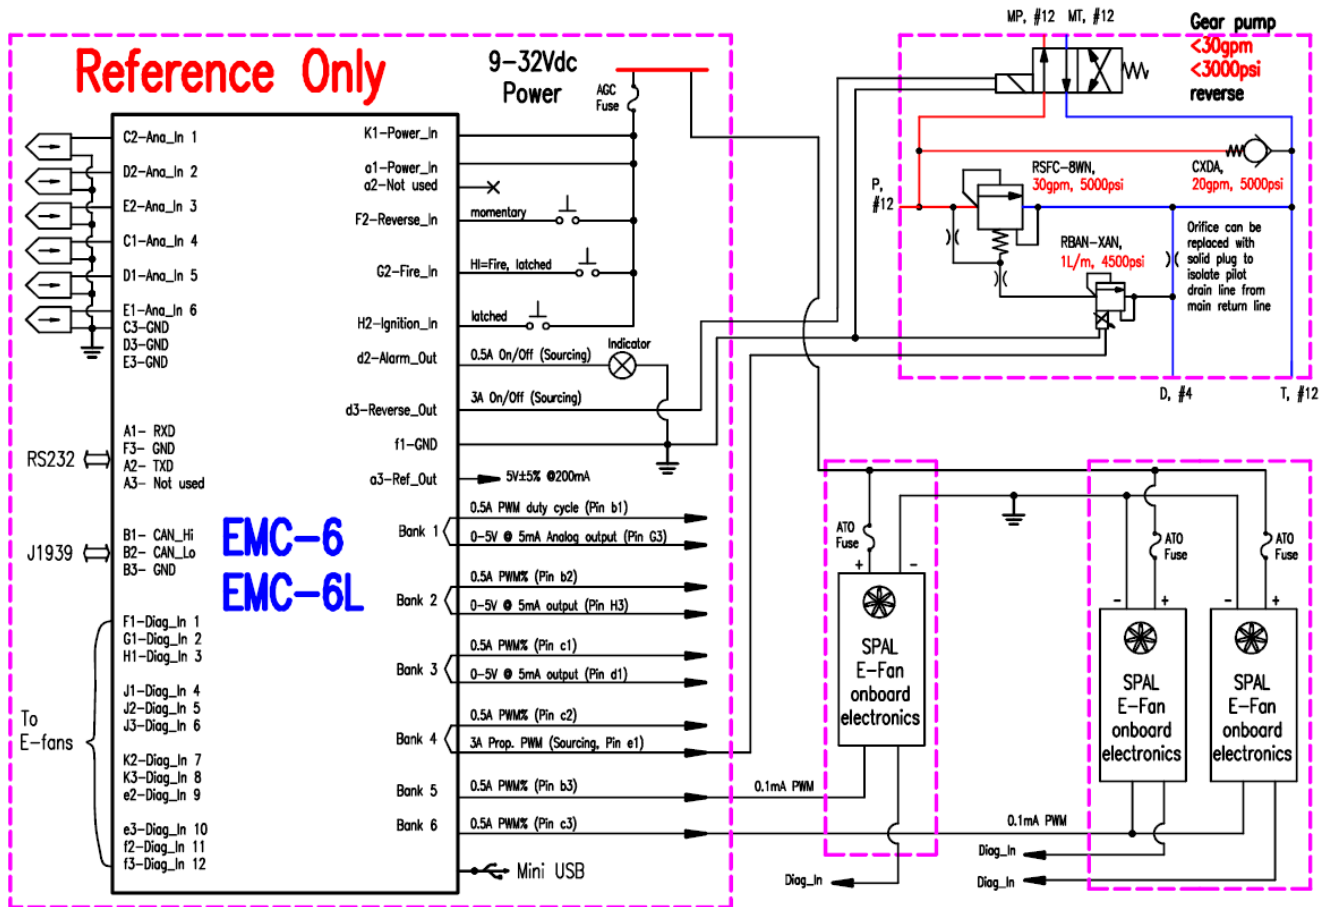 Reference Only
9-32Vdc
Power
AGC
Fuse
C2-Ana_In 1
D2-Ana_In 2
E2-Ana_In 3
C1-Ana_In 4
D1-Ana_In 5
E1-Ana_In 6
C3-GND
D3-GND
E3-GND
RS232
A1- RXD
F3- GND
A2- TXD
A3- Not used
J1939
B1- CAN_Hi
B2- CAN_Lo
B3- GND
EMC-6
EMC-6L
To
E-fans
F1-Diag_In 1
G1-Diag_In 2
H1-Diag_In 3
J1-Diag_In 4
J2-Diag_In 5
J3-Diag_In 6
K2-Diag_In 7
K3-Diag_In 8
e2-Diag_In 9
e3-Diag_In 10
f2-Diag_In 11
f3-Diag_In 12
K1-Power_In
a1-Power_In
a2-Not used
F2-Reverse_In
momentary
G2-Fire_In
HI=Fire, latched
H2-Ignition_In
latched
d2-Alarm_Out
0.5A On/Off (Sourcing)
Indicator
d3-Reverse_Out
3A On/Off (Sourcing)
f1-GND
a3-Ref_Out
5V±5% @200mA
Bank 1
0.5A PWM duty cycle (Pin b1)
0-5V @ 5mA Analog output (Pin G3)
Bank 2
0.5A PWM% (Pin b2)
0-5V @ 5mA output (Pin H3)
Bank 3
0.5A PWM% (Pin c1)
0-5V @ 5mA output (Pin d1)
Bank 4
0.5A PWM% (Pin c2)
3A Prop. PWM (Sourcing, Pin e1)
Bank 5
0.5A PWM% (Pin b3)
0.1mA PWM
Bank 6
0.5A PWM% (Pin c3)
0.1mA PWM
Mini USB
MP, #12
MT, #12
Gear pump
<30gpm
<3000psi
reverse
P,
#12
RSFC-8WN,
30gpm, 5000psi
CXDA,
20gpm, 5000psi
RBAN-XAN,
1L/m, 4500psi
Orifice can be
replaced with
solid plug to
isolate pilot
drain line from
main return line
D, #4
T, #12
ATO
Fuse
+
-
SPAL
E-Fan
onboard
electronics
Diag_In
ATO
Fuse
-
+
SPAL
E-Fan
onboard
electronics
Diag_In
ATO
Fuse
-
+
SPAL
E-Fan
onboard
electronics
Diag_In